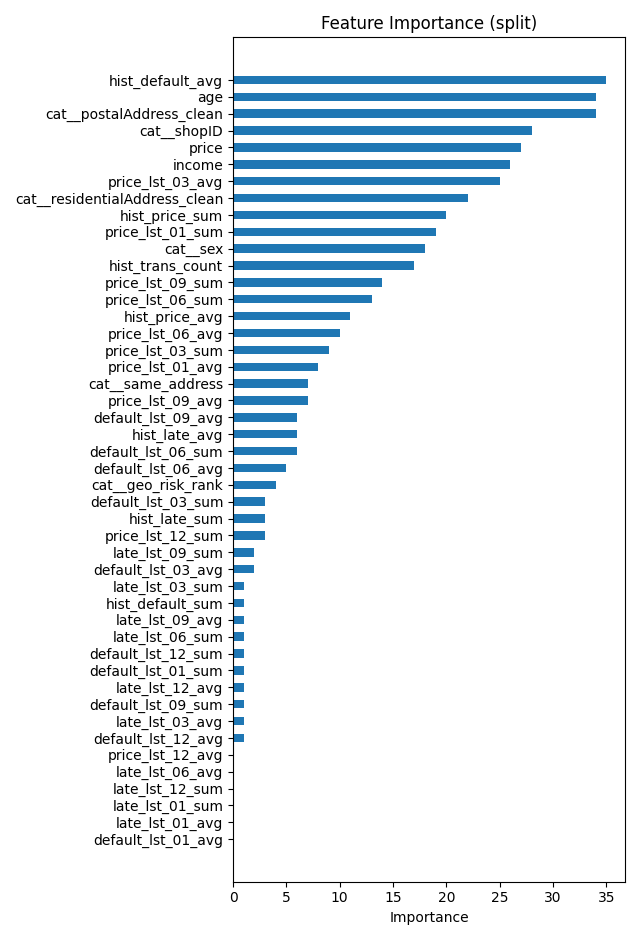 Feature Importance (split)
hist_default_avg
age
cat__postalAddress_clean
cat__shopID
price
income
price_lst_03_avg
cat__residentialAddress_clean
hist_price_sum
price_lst_01_sum
cat__sex
hist_trans_count
price_lst_09_sum
price_lst_06_sum
hist_price_avg
price_lst_06_avg
price_lst_03_sum
price_lst_01_avg
cat__same_address
price_lst_09_avg
default_lst_09_avg
hist_late_avg
default_lst_06_sum
default_lst_06_avg
cat__geo_risk_rank
default_lst_03_sum
hist_late_sum
price_lst_12_sum
late_lst_09_sum
default_lst_03_avg
late_lst_03_sum
hist_default_sum
late_lst_09_avg
late_lst_06_sum
default_lst_12_sum
default_lst_01_sum
late_lst_12_avg
default_lst_09_sum
late_lst_03_avg
default_lst_12_avg
price_lst_12_avg
late_lst_06_avg
late_lst_12_sum
late_lst_01_sum
late_lst_01_avg
default_lst_01_avg
0 5 10 15 20 25 30 35
Importance